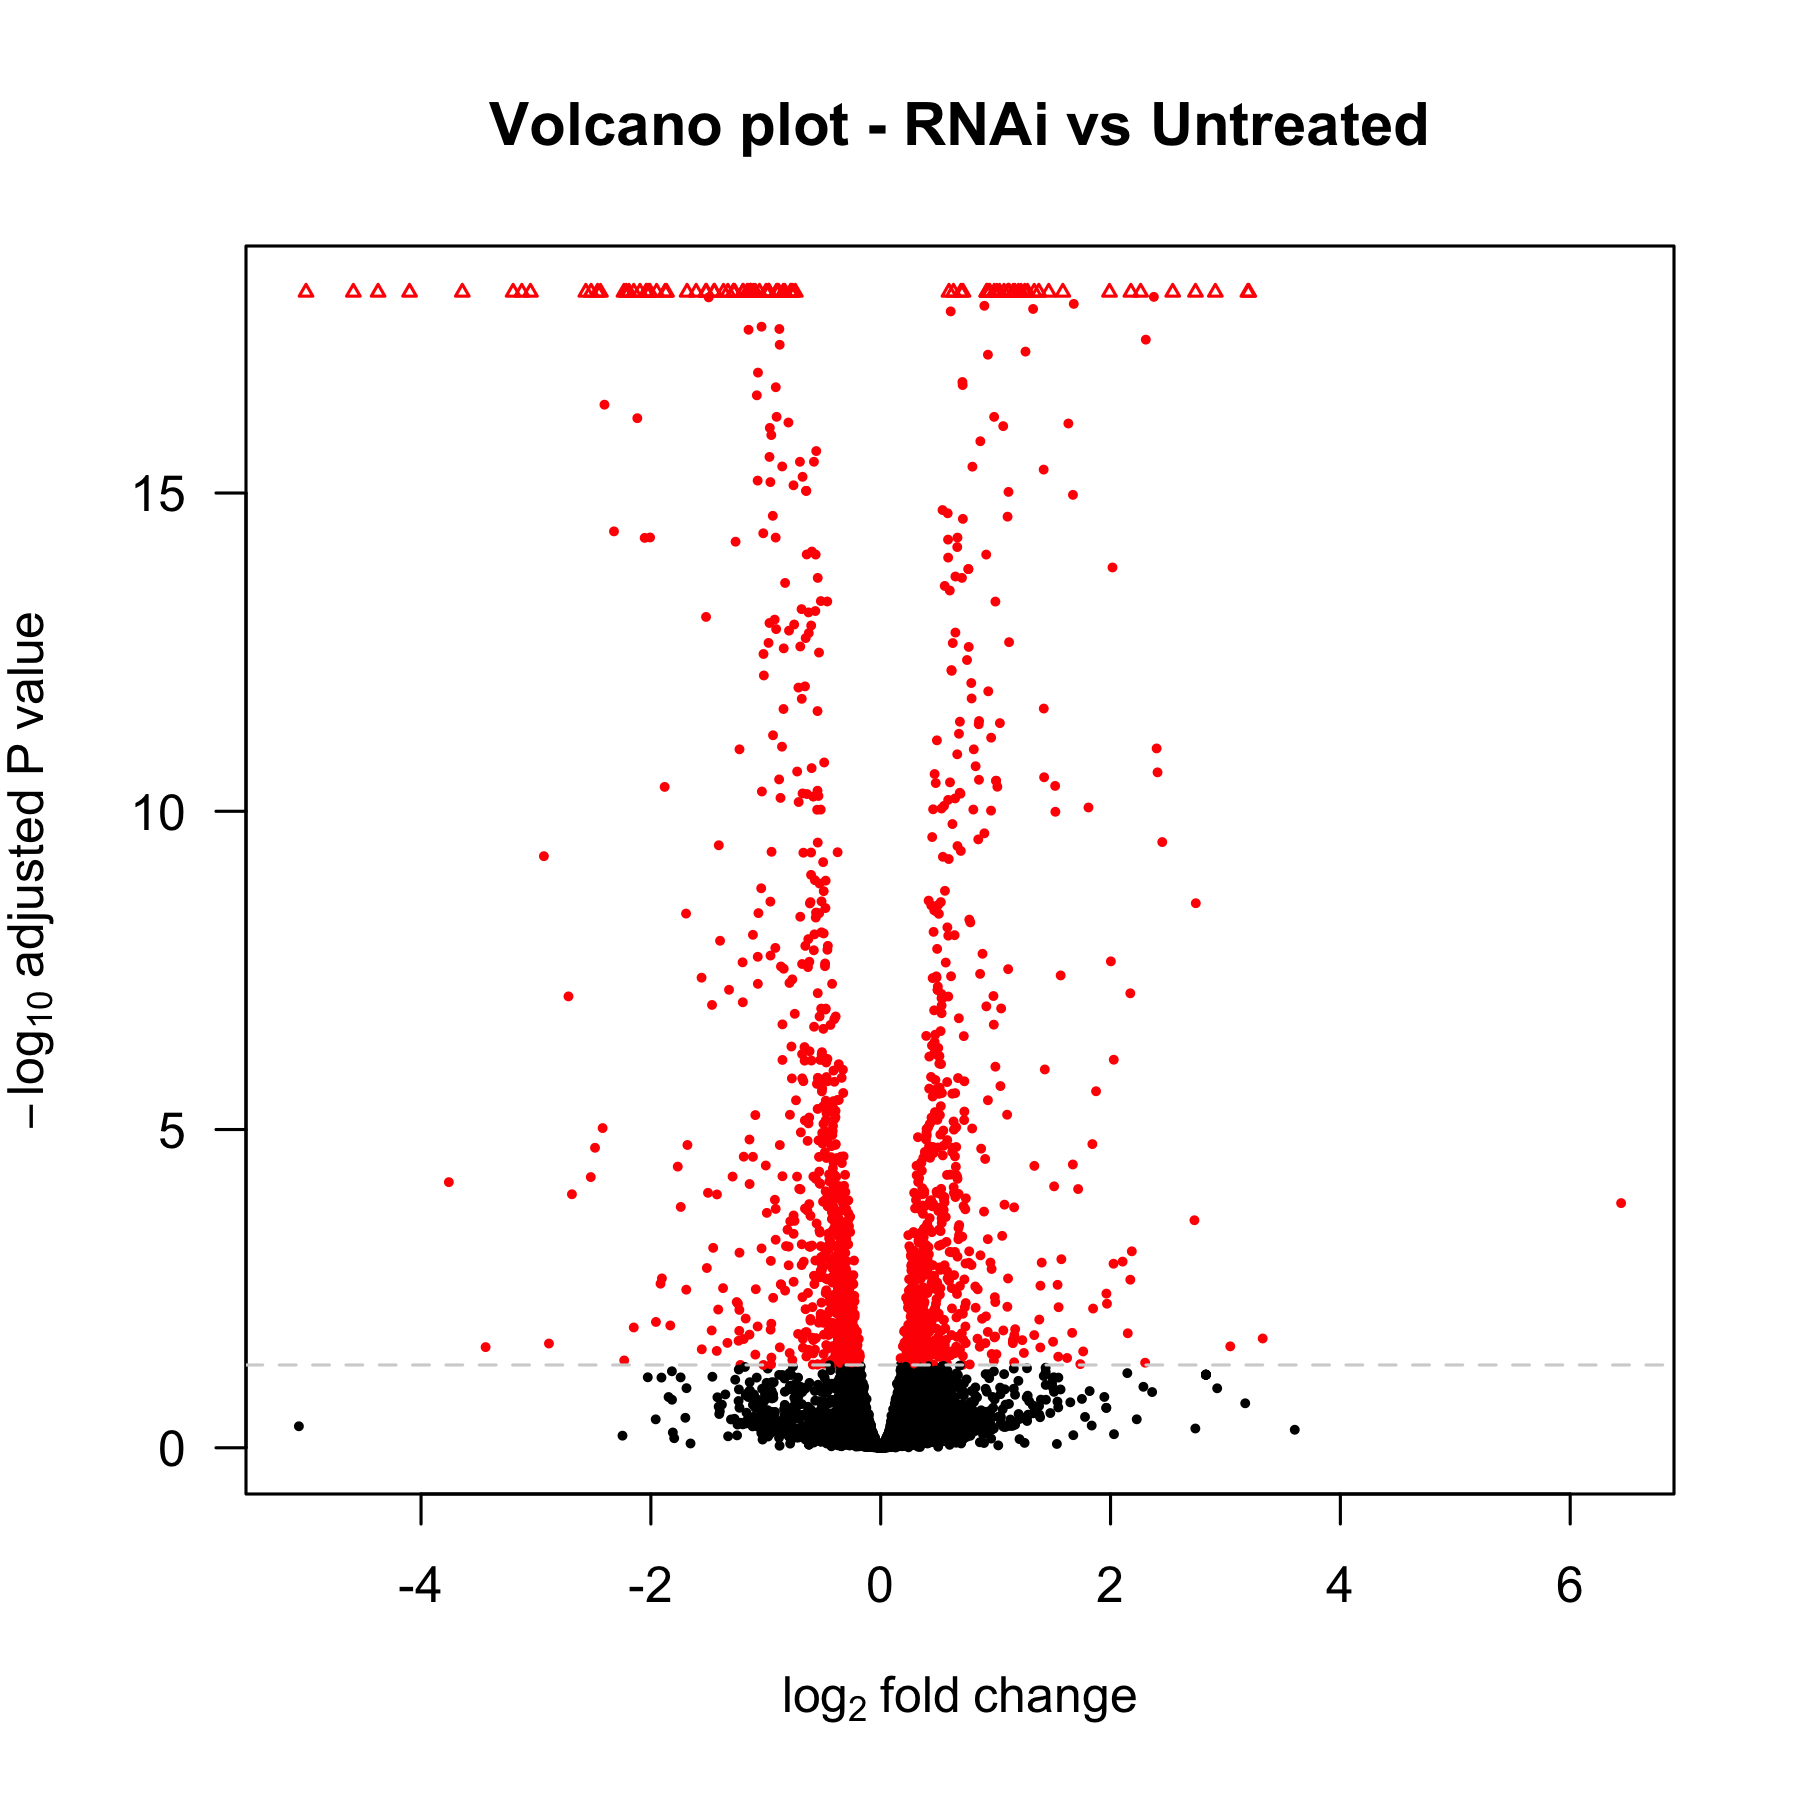 Volcano plot - RNAi vs Untreated
15
10
5
0
− log10 adjusted P value
-4 -2 0 2 4 6
log2 fold change